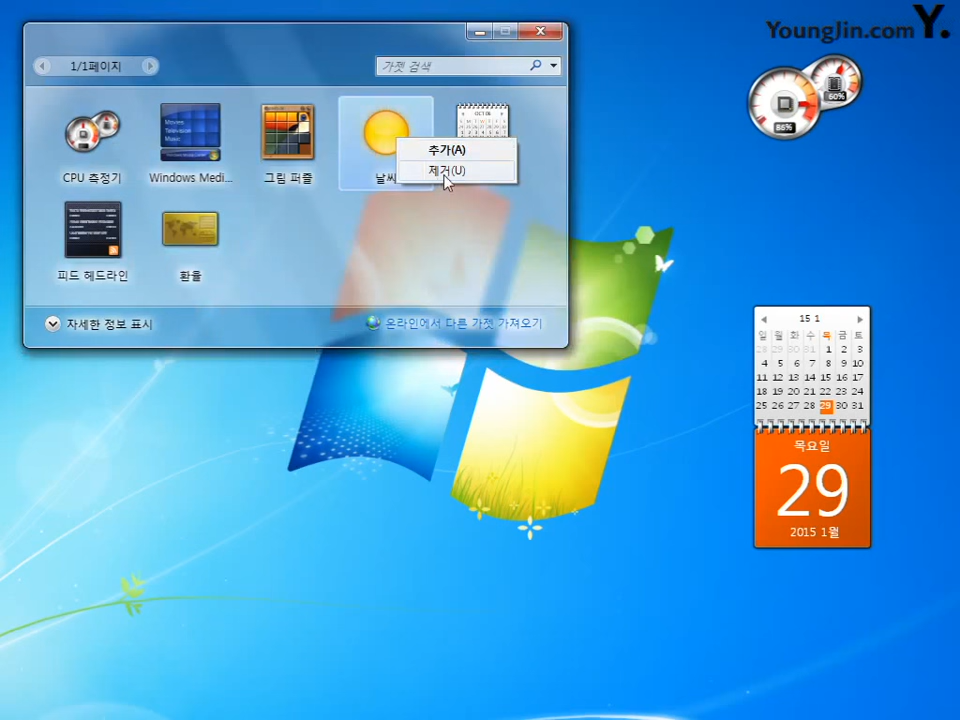 YoungJin.com Y.
1/1페이지
가젯 검색
추가(A)
제거(U)
CPU 측정기
Windows Medi...
그림 퍼즐
날씨
피드 헤드라인
환율
자세한 정보 표시
온라인에서 다른 가젯 가져오기
60%
86%
15 1
일 월 화 수 목 금 토
28 29 30 31 1 2 3
4 5 6 7 8 9 10
11 12 13 14 15 16 17
18 19 20 21 22 23 24
25 26 27 28 29 30 31
목요일
29
2015 1월